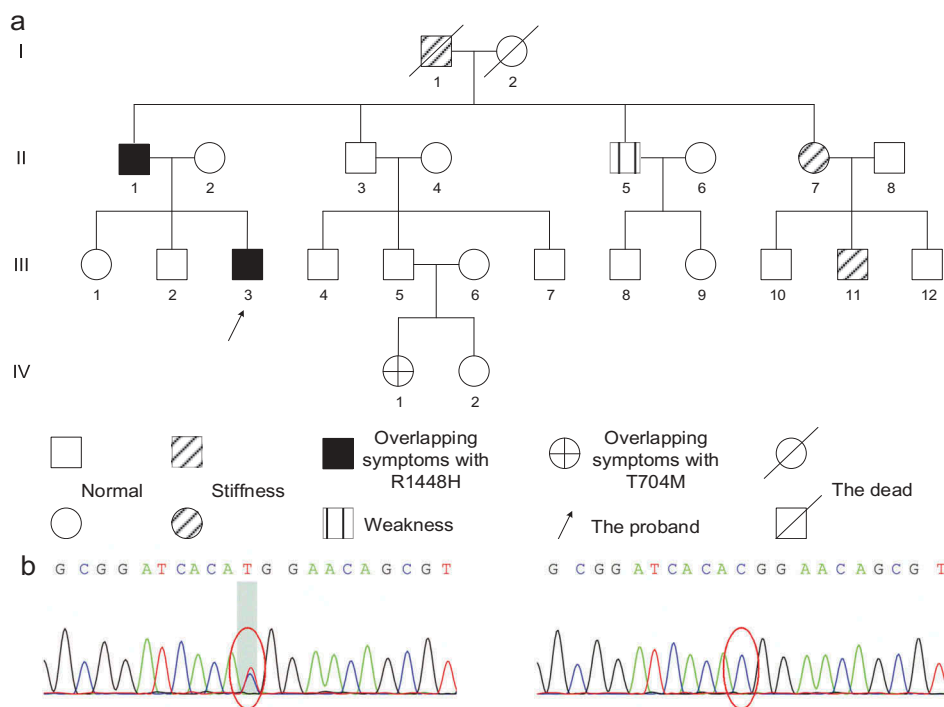 a
I
1 2
II
1 2 3 4 5 6 7 8
III
1 2 3 4 5 6 7 8 9 10 11 12
IV
1 2
Normal
Stiffness
Overlapping
symptoms with
R1448H
Weakness
Overlapping
symptoms with
T704M
The proband
The dead
b
G C G G A T C A C A T G G A A C A G C G T
G C G G A T C A C A C G G A A C A G C G T